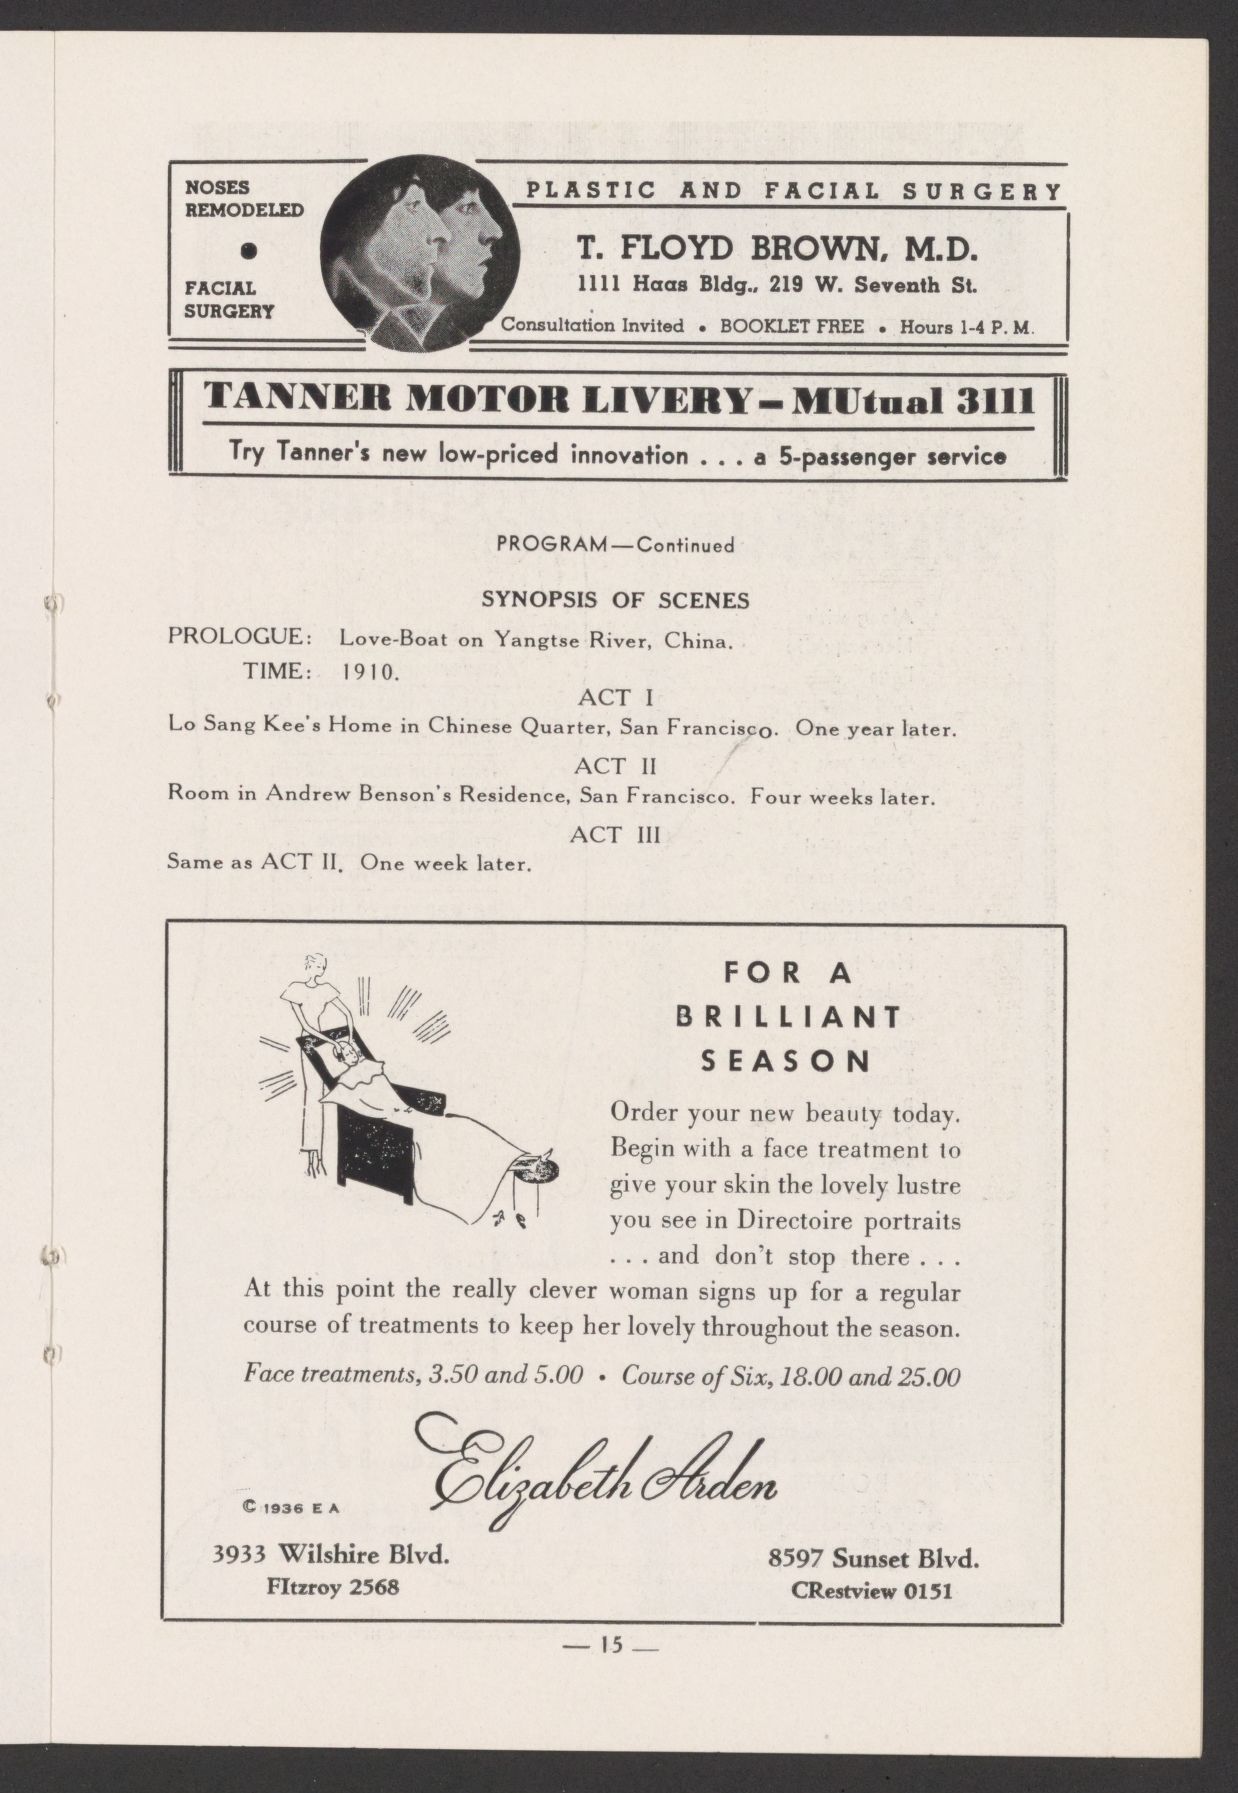 NOSES
REMODELED
•
FACIAL
SURGERY
PLASTIC AND FACIAL SURGERY
T. FLOYD BROWN, M.D.
1111 Haas Bldg., 219 W. Seventh St.
Consultation Invited • BOOKLET FREE • Hours 1-4 P. M.
TANNER MOTOR LIVERY – MUtual 3111
Try Tanner's new low-priced innovation . . . a 5-passenger service
PROGRAM—Continued
SYNOPSIS OF SCENES
PROLOGUE: Love-Boat on Yangtse River, China.
TIME: 1910.
ACT I
Lo Sang Kee's Home in Chinese Quarter, San Francisco. One year later.
ACT II
Room in Andrew Benson's Residence, San Francisco. Four weeks later.
ACT III
Same as ACT II. One week later.
FOR A
BRILLIANT
SEASON
Order your new beauty today.
Begin with a face treatment to
give your skin the lovely lustre
you see in Directoire portraits
. . . and don't stop there . . .
At this point the really clever woman signs up for a regular
course of treatments to keep her lovely throughout the season.
Face treatments, 3.50 and 5.00 • Course of Six, 18.00 and 25.00
Elizabeth Arden
© 1936 E A
3933 Wilshire Blvd.
FItzroy 2568
8597 Sunset Blvd.
CRestview 0151
— 15 —